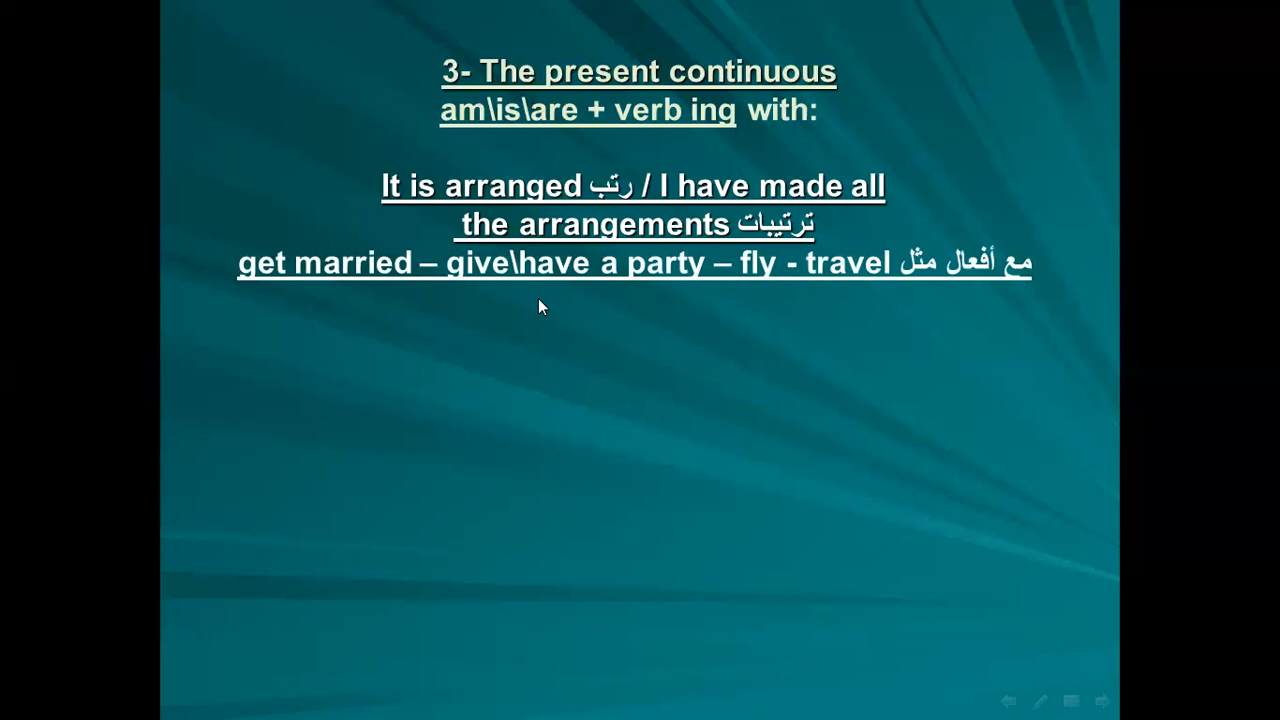 3- The present continuous
am\is\are + verb ing with:
It is arranged رتب / I have made all
the arrangements ترتيبات
get married – give\have a party – fly - travel مع أفعال مثل